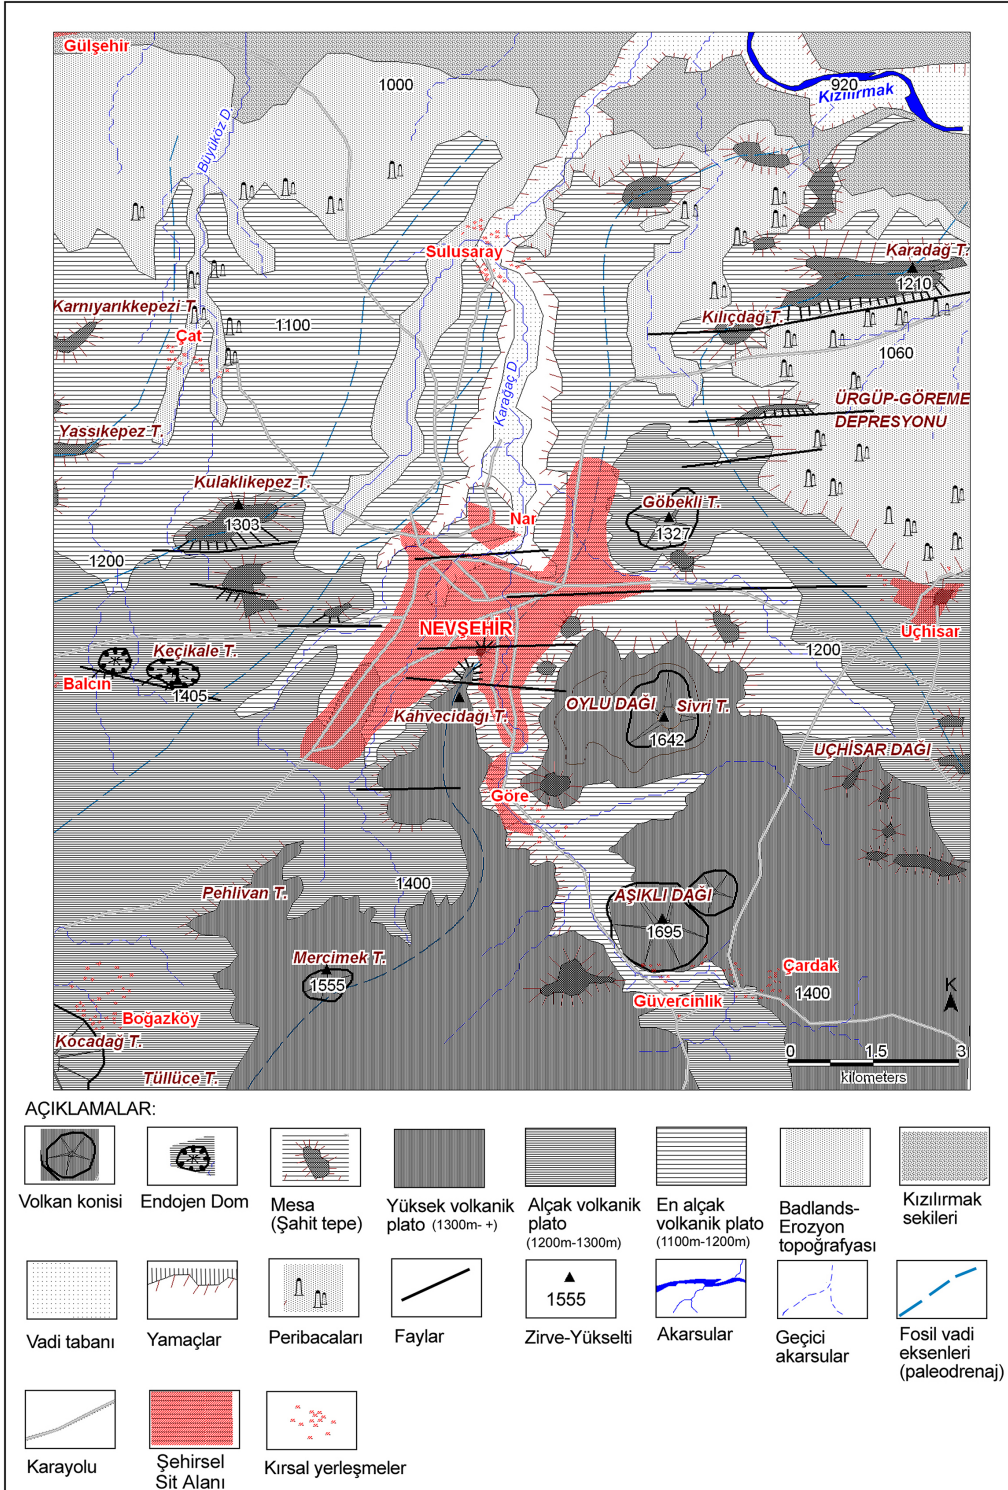 Gülşehir
1000
920
Kızılırmak
Büyüköz D.
Sulusaray
Karadağ T.
1210
Karnıyarıkkepezi T.
1100
Kılıçdağ T.
Çat
1060
Karağaç D.
ÜRGÜP-GÖREME
DEPRESYONU
Yassıkepez T.
Kulaklıkepez T.
1303
Göbekli T.
1327
Nar
1200
NEVŞEHİR
Uçhisar
1200
Keçikale T.
Balcın
1405
Kahvecidağı T.
OYLU DAĞI
Sivri T.
1642
UÇHİSAR DAĞI
Göre
Pehlivan T.
1400
AŞIKLI DAĞI
1695
Merçimek T.
1555
Çardak
1400
Güvercinlik
K
Boğazköy
Kocadağ T.
Tüllüce T.
0 1.5 3
kilometers
AÇIKLAMALAR:
Volkan konisi
Endojen Dom
Mesa
(Şahit tepe)
Yüksek volkanik
plato (1300m- +)
Alçak volkanik
plato
(1200m-1300m)
En alçak
volkanik plato
(1100m-1200m)
Badlands-
Erozyon
topoğrafyası
Kızılırmak
sekileri
Vadi tabanı
Yamaçlar
Peribacaları
Faylar
1555
Zirve-Yükselti
Akarsular
Geçici
akarsular
Fosil vadi
eksenleri
(paleodrenaj)
Karayolu
Şehirsel
Sit Alanı
Kırsal yerleşmeler